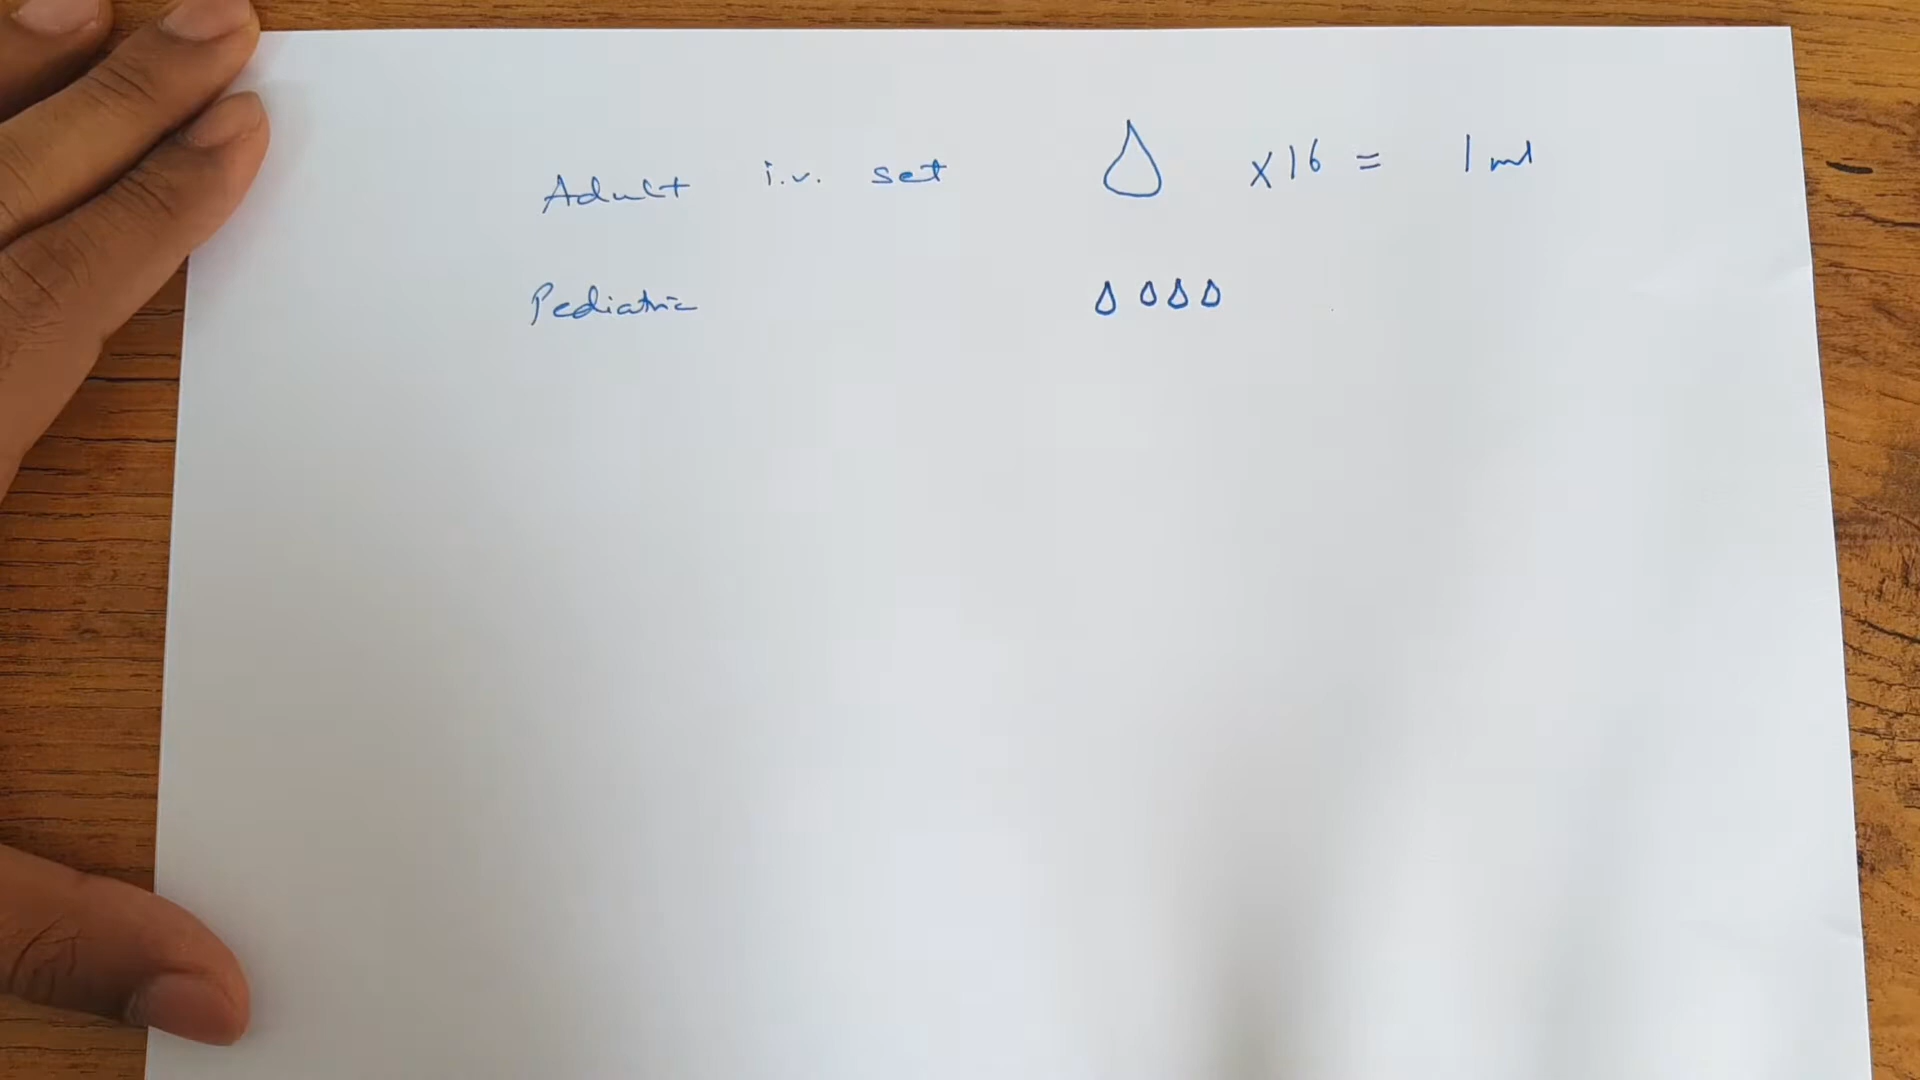 Adult i.v. set x16 = 1 ml
Pediatric